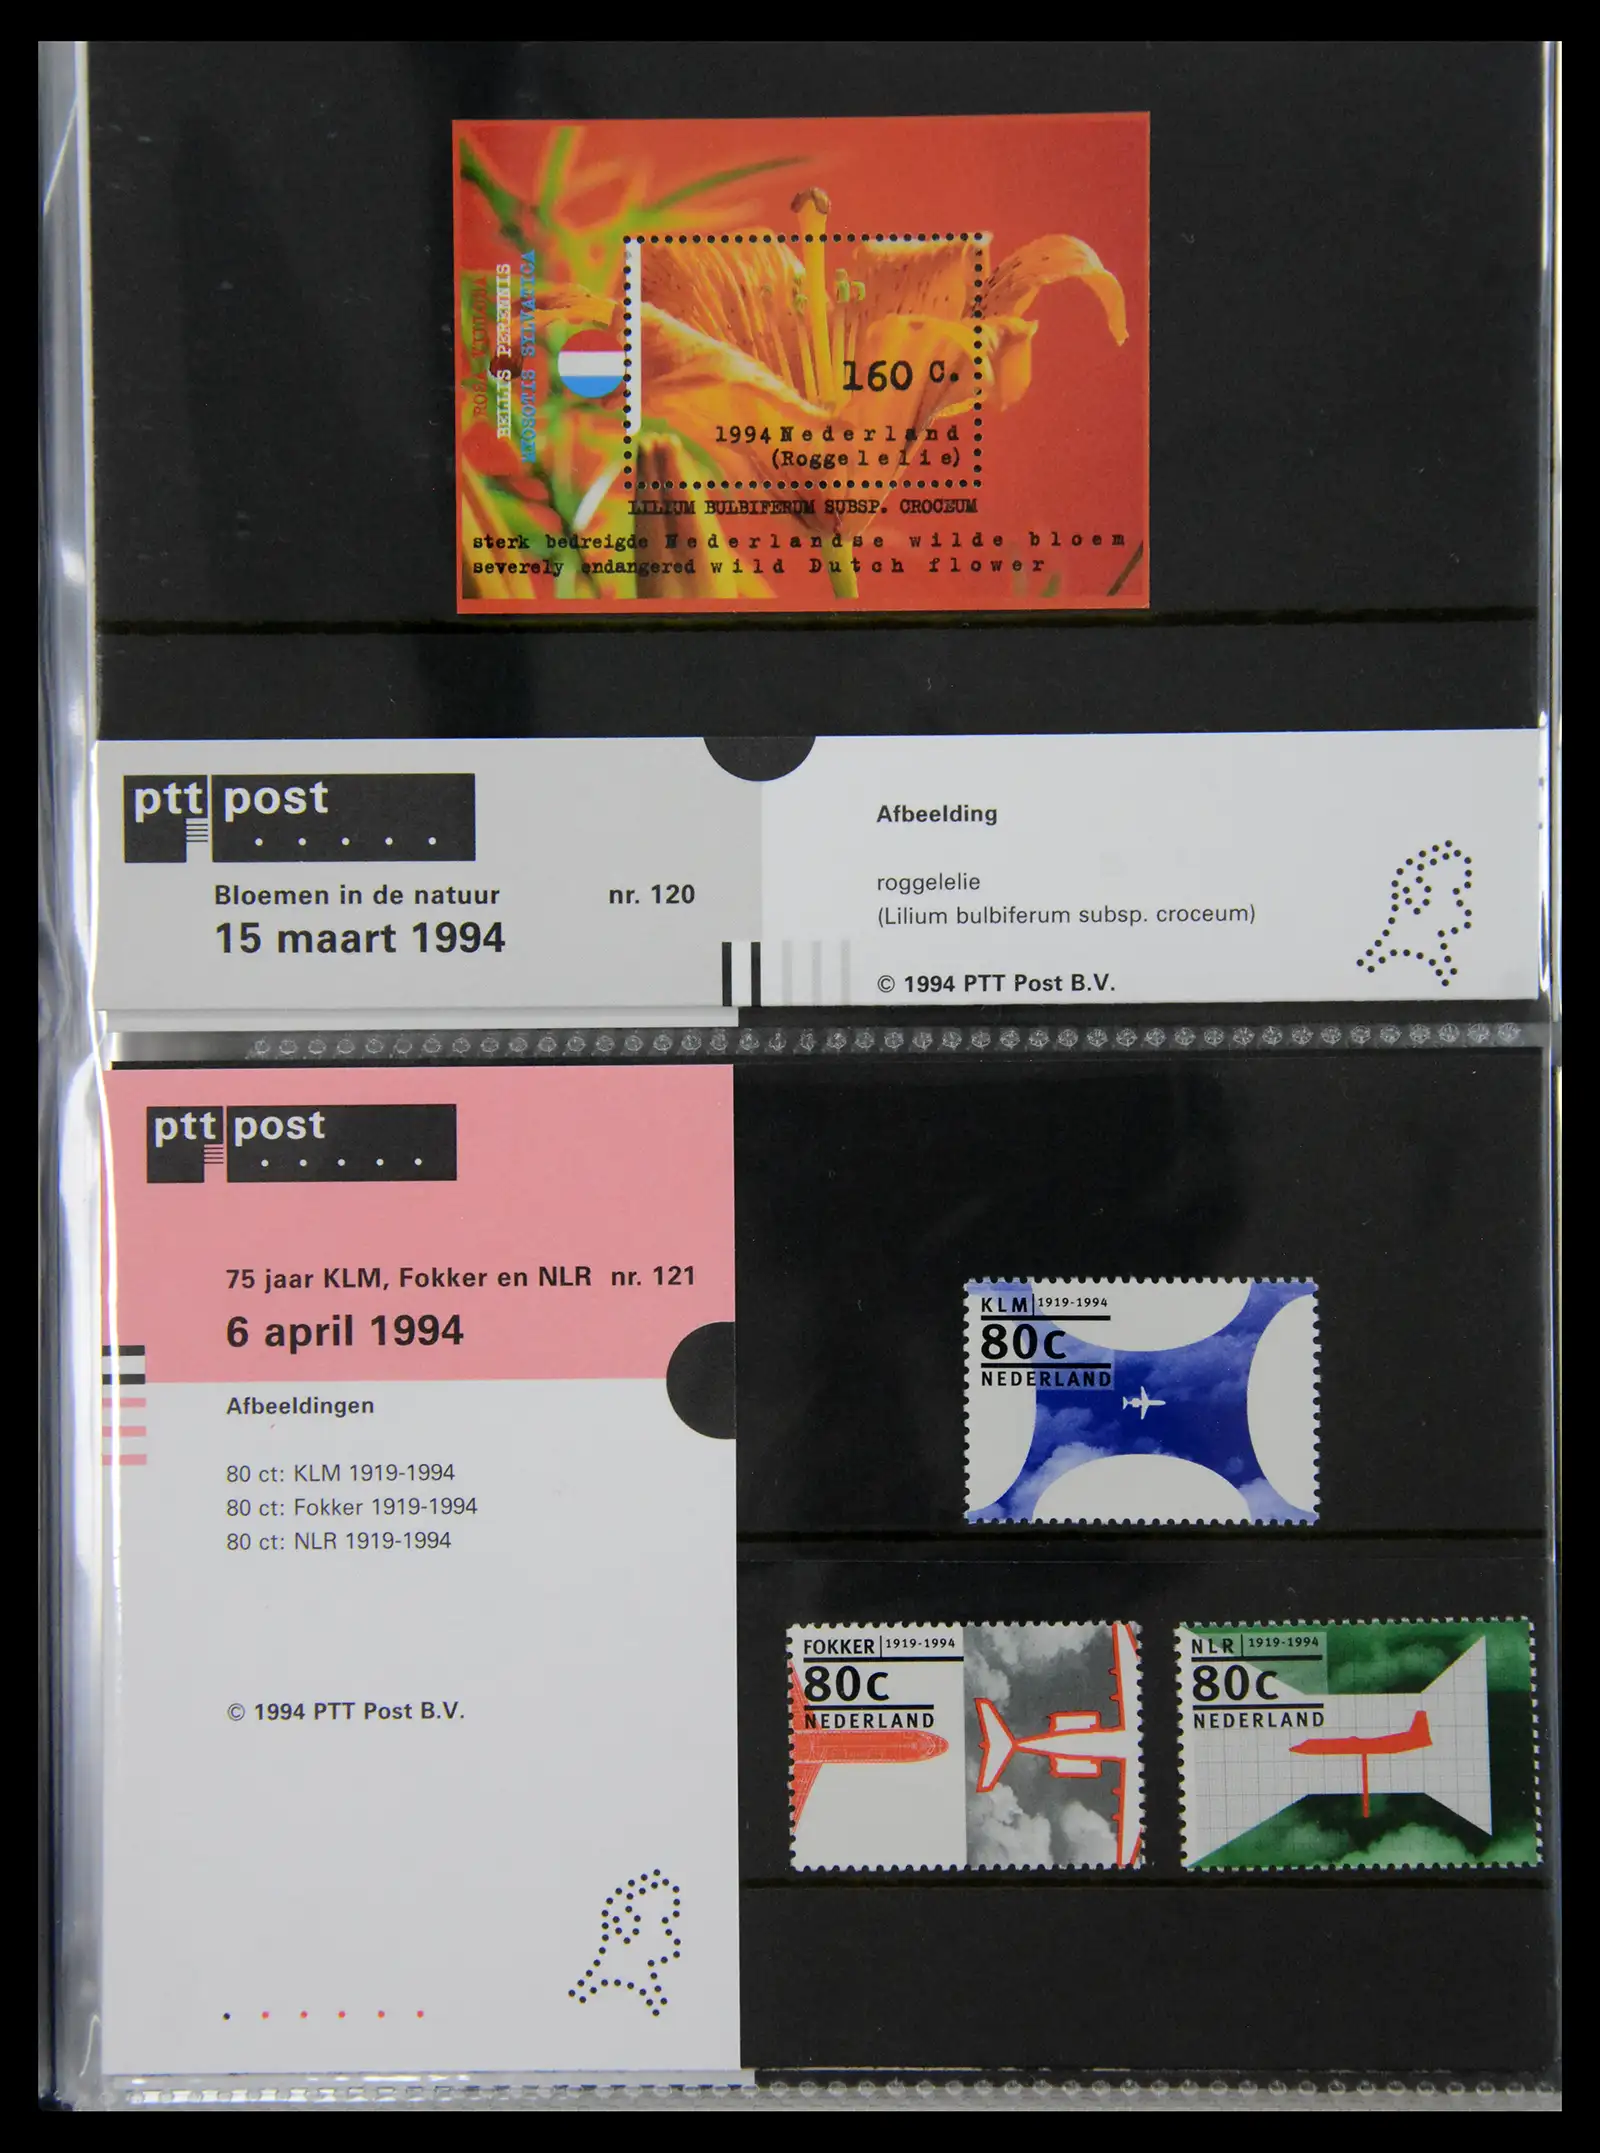 ROSA VILLOSA
BELLIS PERENNIS
MYOSOTIS SYLVATICA
160 C.
1994 Nederland
(Roggelelie)
LILIUM BULBIFERUM SUBSP. CROCEUM
sterk bedreigde Nederlandse wilde bloem
severely endangered wild Dutch flower
ptt post
Bloemen in de natuur nr. 120
15 maart 1994
Afbeelding
roggelelie
(Lilium bulbiferum subsp. croceum)
© 1994 PTT Post B.V.
ptt post
75 jaar KLM, Fokker en NLR nr. 121
6 april 1994
Afbeeldingen
80 ct: KLM 1919-1994
80 ct: Fokker 1919-1994
80 ct: NLR 1919-1994
© 1994 PTT Post B.V.
KLM 1919-1994
80c
NEDERLAND
FOKKER 1919-1994
80c
NEDERLAND
NLR 1919-1994
80c
NEDERLAND